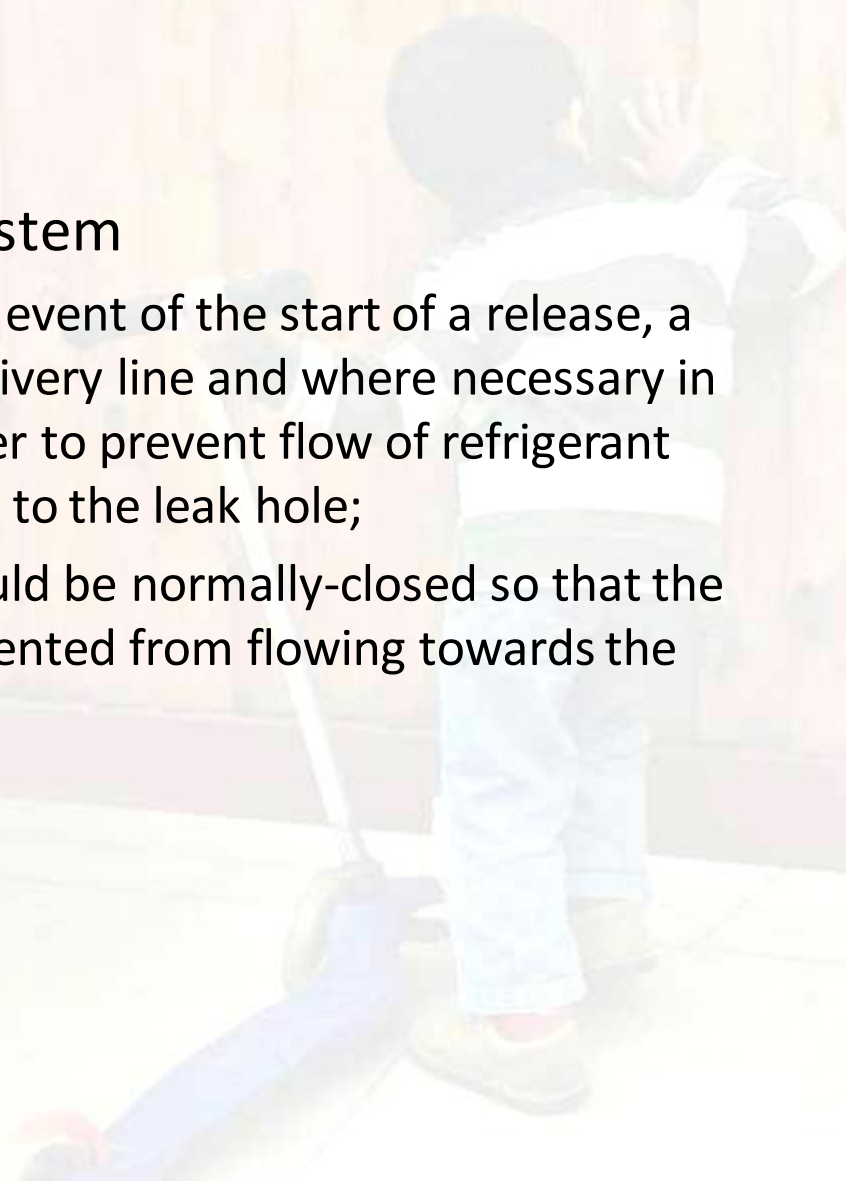 stem
event of the start of a release, a
ivery line and where necessary in
er to prevent flow of refrigerant
to the leak hole;
uld be normally-closed so that the
ented from flowing towards the